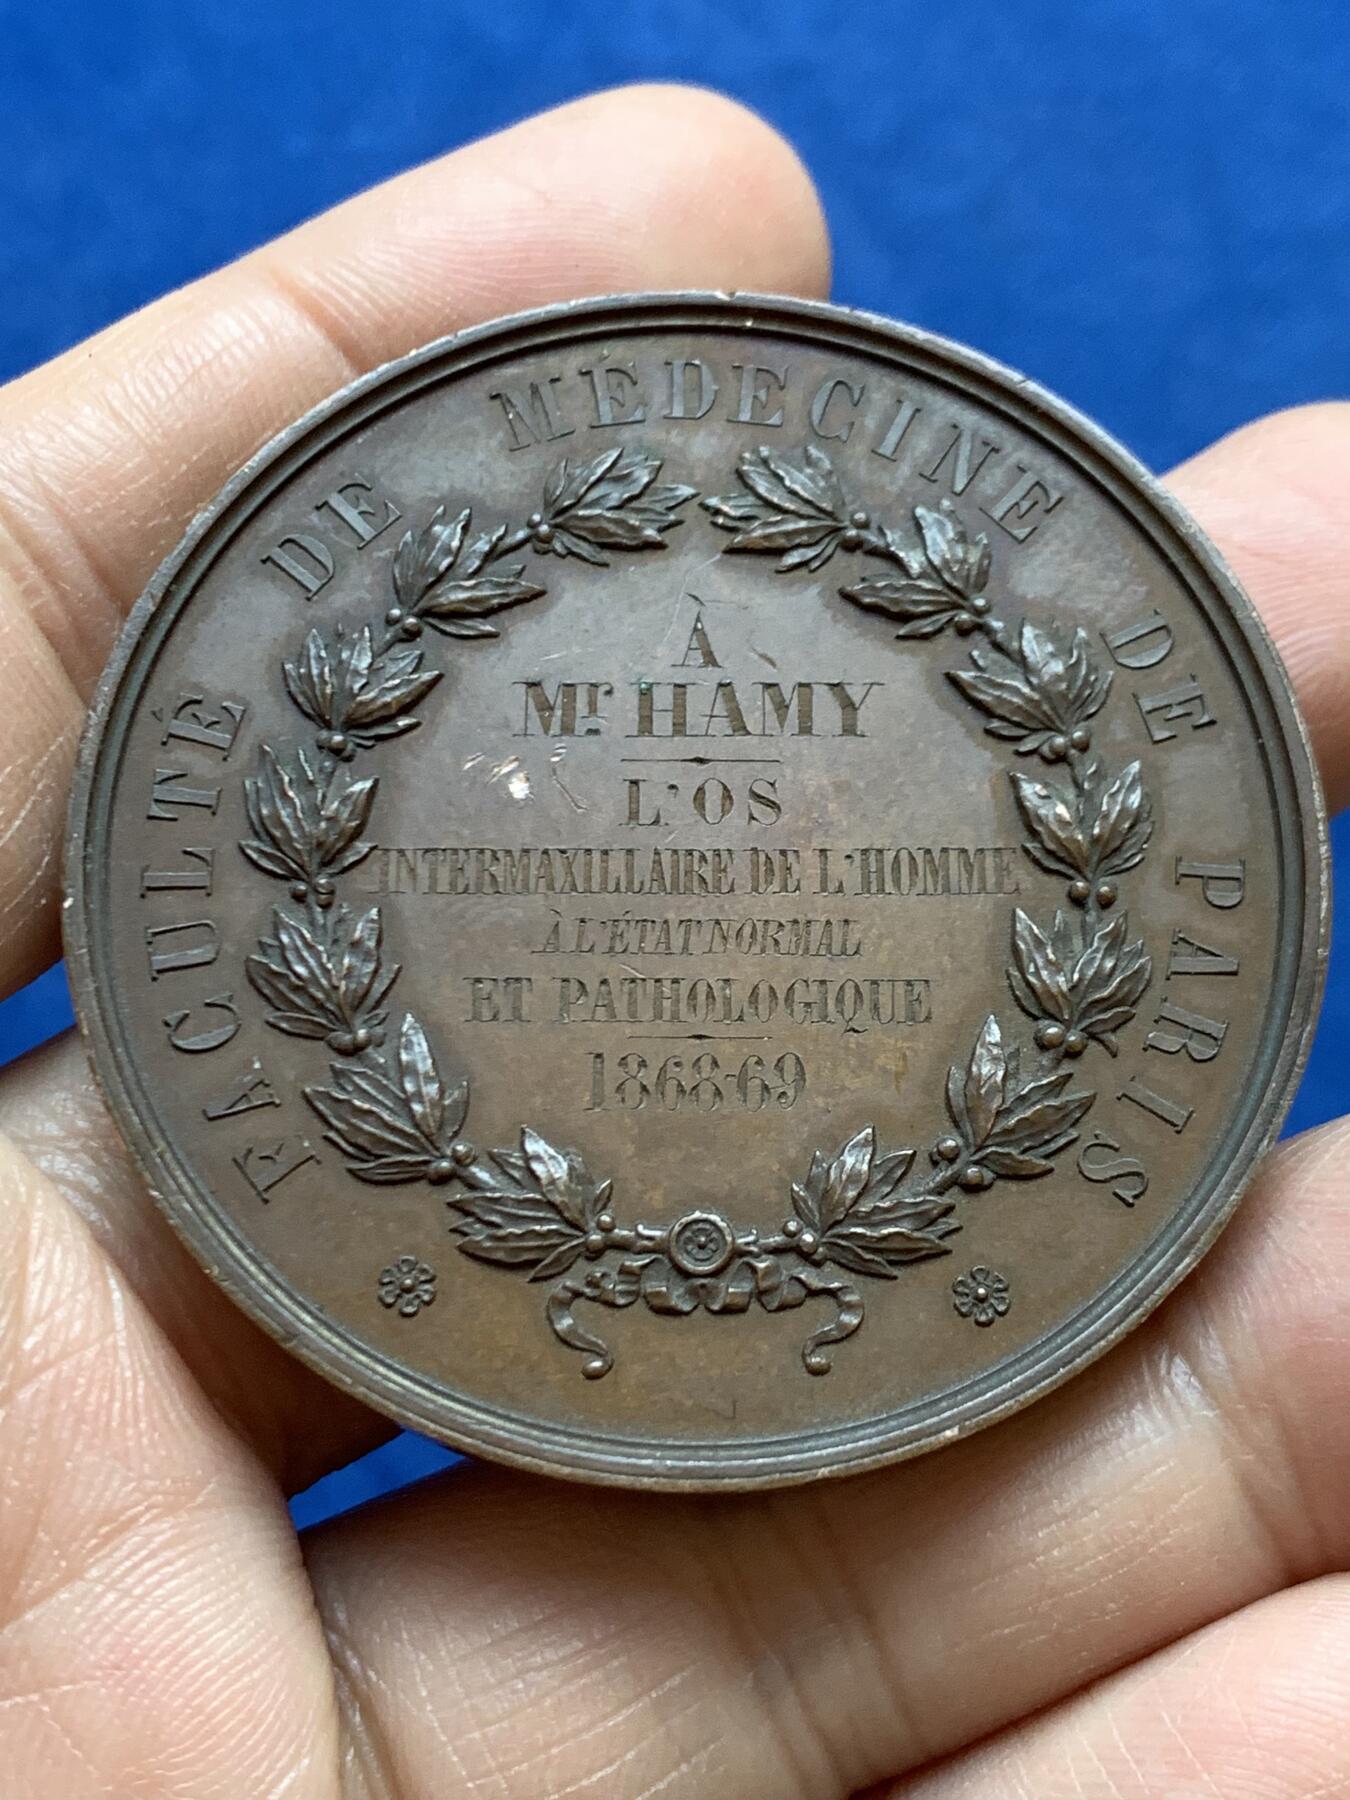 FACULTÉ DE MÉDECINE DE PARIS
À
Mr. HAMY
L'OS
INTERMAXILLAIRE DE L'HOMME
À L'ÉTAT NORMAL
ET PATHOLOGIQUE
1868-69